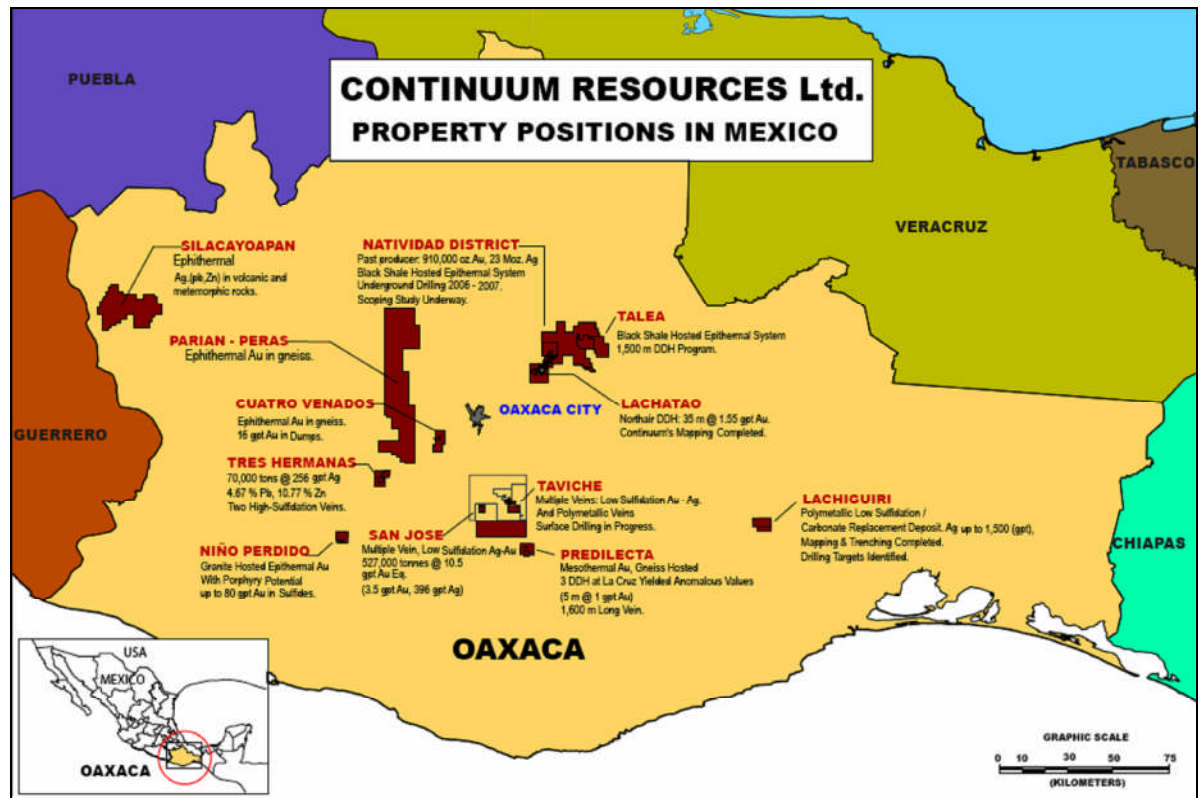 CONTINUUM RESOURCES Ltd.
PROPERTY POSITIONS IN MEXICO
PUEBLA
TABASCO
VERACRUZ
GUERRERO
CHIAPAS
SILACAYOAPAN
Ephithermal
Ag,(pb,Zn) in volcanic and
metemorphic rocks.
NATIVIDAD DISTRICT
Past producer: 910,000 oz.Au, 23 Moz. Ag
Black Shale Hosted Epithermal System
Underground Drilling 2006 - 2007.
Scoping Study Underway.
TALEA
Black Shale Hosted Epithermal System
1,500 m DDH Program.
PARIAN - PERAS
Ephithermal Au in gneiss.
CUATRO VENADOS
Ephithermal Au in gneiss.
16 gpt Au in Dumps.
OAXACA CITY
LACHATAO
Northair DDH: 35 m @ 1.55 gpt Au.
Continuum's Mapping Completed.
TRES HERMANAS
70,000 tons @ 256 gpt Ag
4.67 % Pb, 10.77 % Zn
Two High-Sulfidation Veins.
TAVICHE
Multiple Veins: Low Sulfidation Au - Ag.
And Polymetallic Veins
Surface Drilling in Progress.
LACHIGUIRI
Polymetallic Low Sulfidation /
Carbonate Replacement Deposit. Ag up to 1,500 (gpt),
Mapping & Trenching Completed.
Drilling Targets Identified.
SAN JOSE
Multiple Vein, Low Sulfidation Ag-Au
527,000 tonnes @ 10.5
gpt Au Eq.
(3.5 gpt Au, 396 gpt Ag)
NIÑO PERDIDO
Granite Hosted Epithermal Au
With Porphyry Potential
up to 80 gpt Au in Sulfides.
PREDILECTA
Mesothermal Au, Gneiss Hosted
3 DDH at La Cruz Yielded Anomalous Values
(5 m @ 1 gpt Au)
1,600 m Long Vein.
OAXACA
USA
MEXICO
OAXACA
GRAPHIC SCALE
0 10 30 50 75
(KILOMETERS)